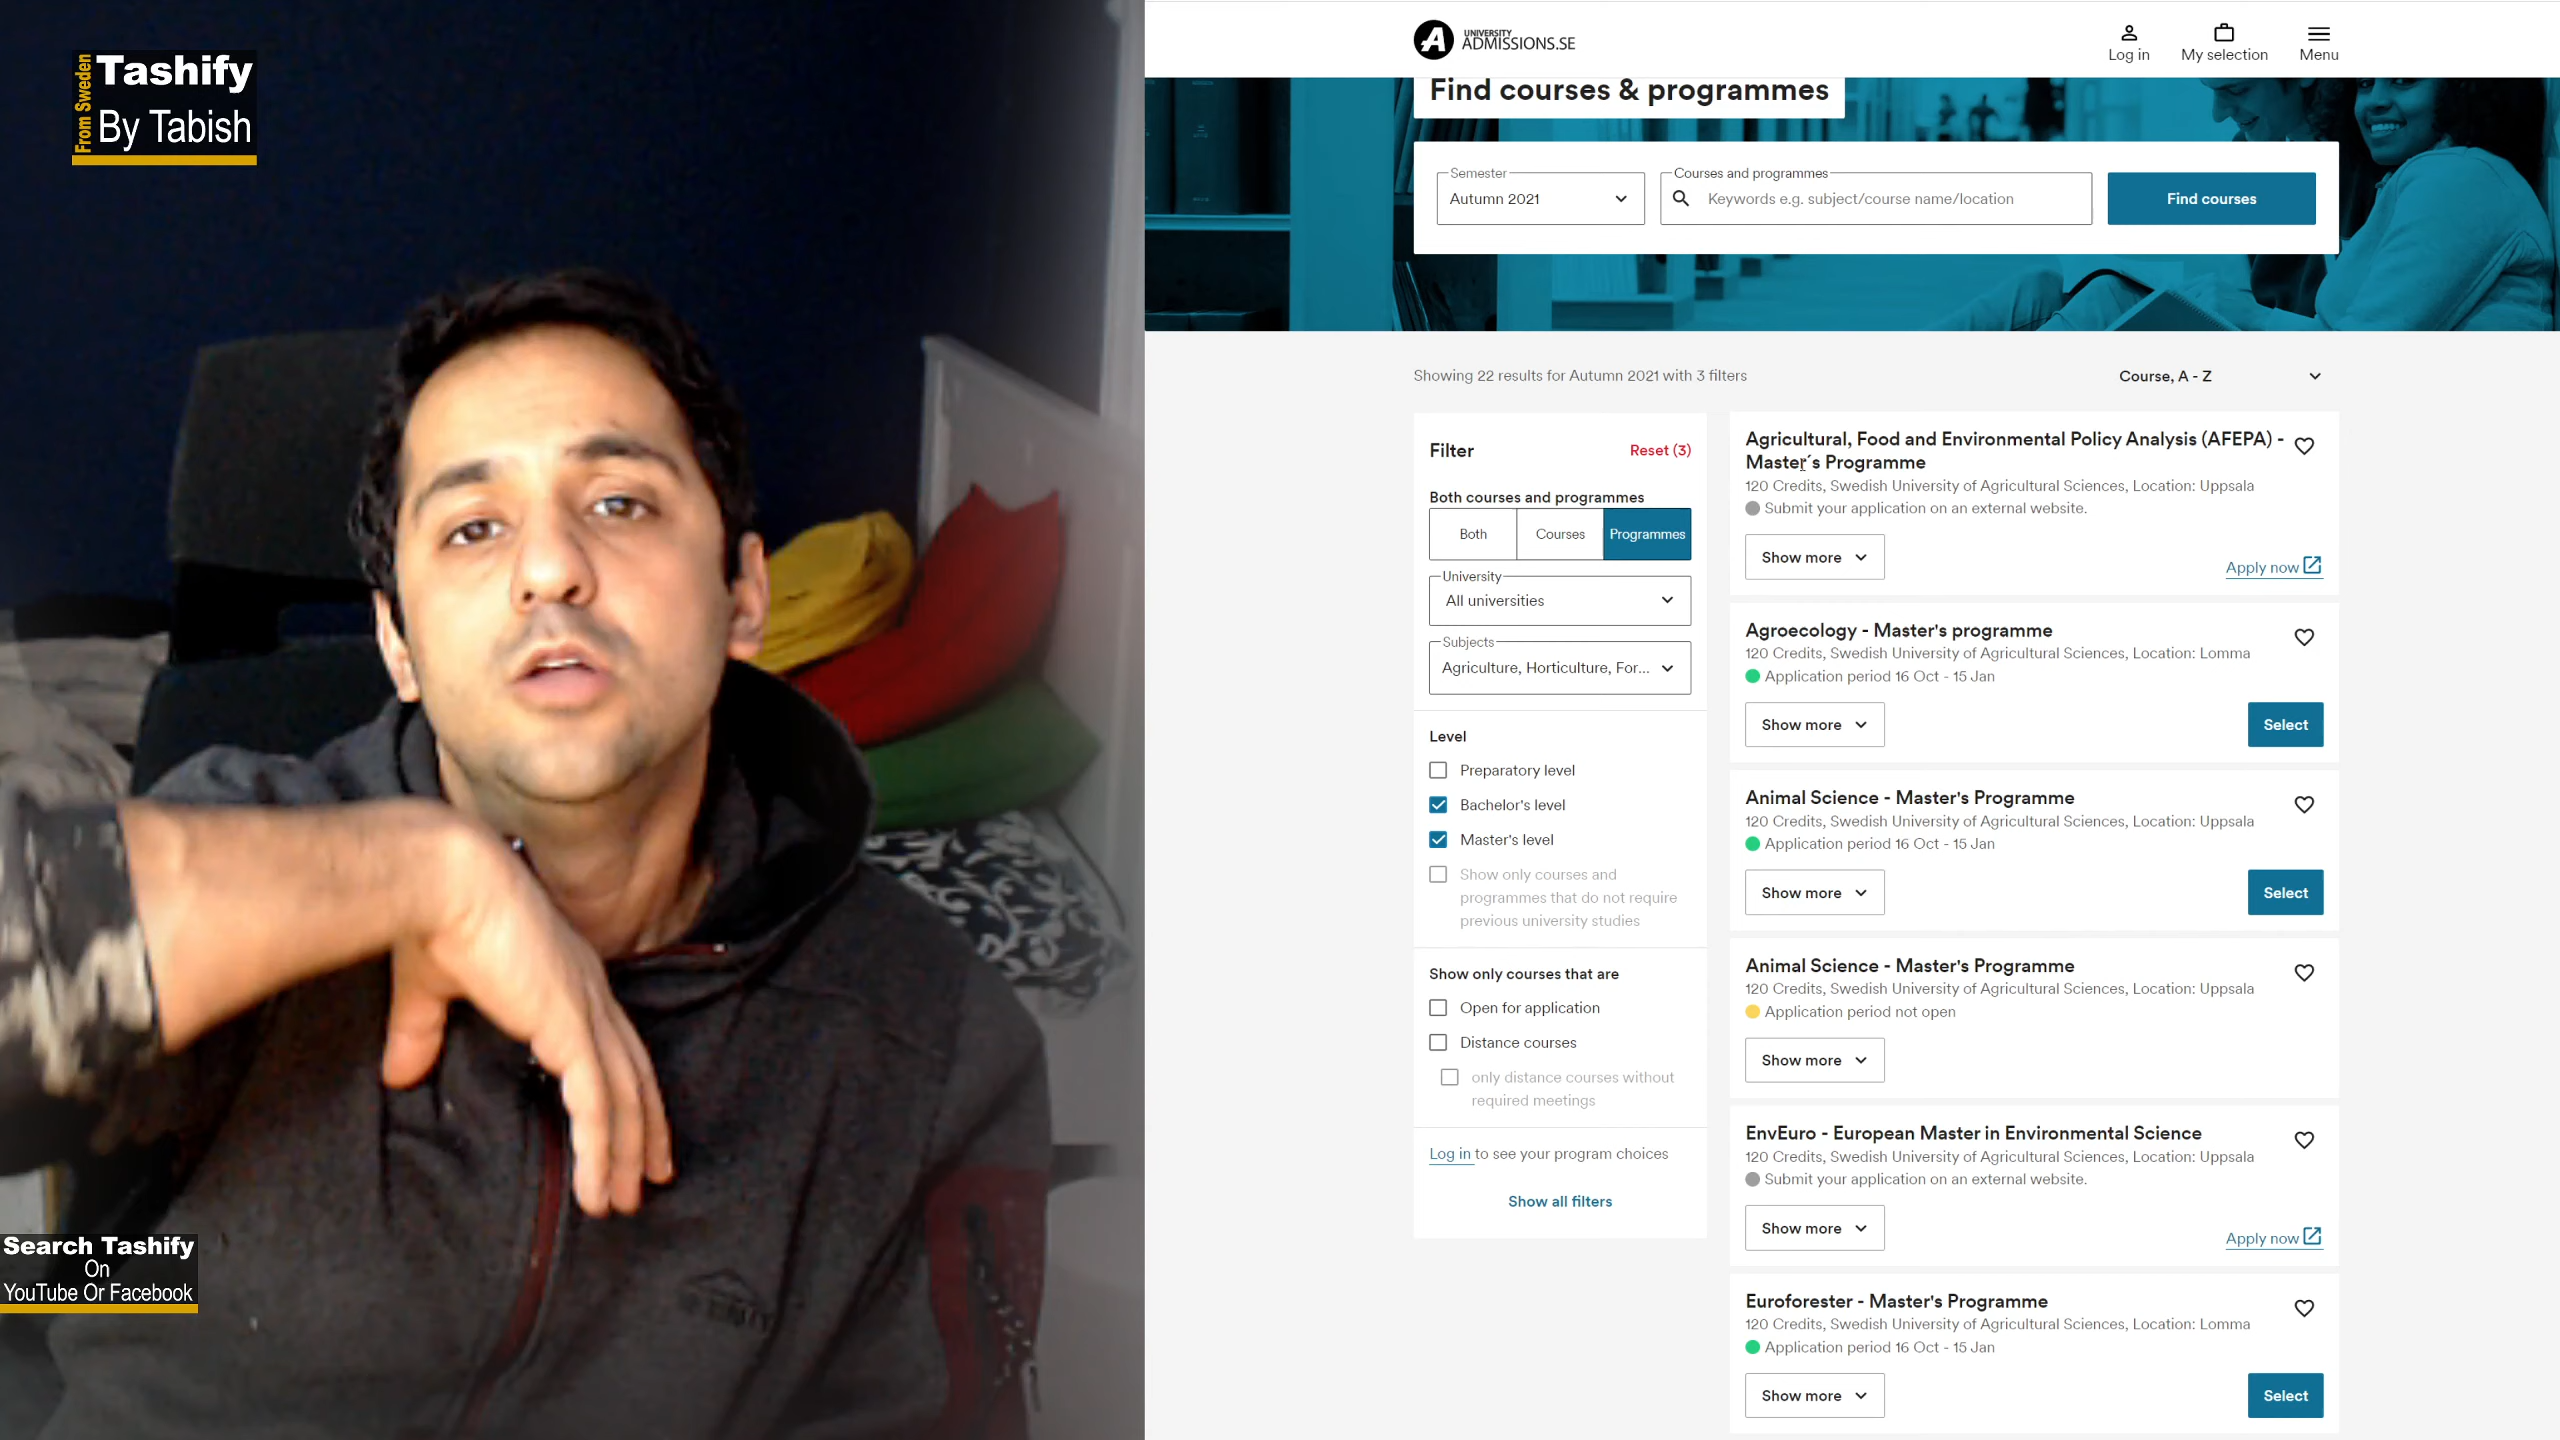 From Sweden
Tashify
By Tabish
Search Tashify
On
YouTube Or Facebook
A UNIVERSITY
ADMISSIONS.SE
Log in
My selection
Menu
Find courses & programmes
Semester
Autumn 2021
Courses and programmes
Keywords e.g. subject/course name/location
Find courses
Showing 22 results for Autumn 2021 with 3 filters
Course, A - Z
Filter
Reset (3)
Both courses and programmes
Both
Courses
Programmes
University
All universities
Subjects
Agriculture, Horticulture, For...
Level
Preparatory level
Bachelor's level
Master's level
Show only courses and
programmes that do not require
previous university studies
Show only courses that are
Open for application
Distance courses
only distance courses without
required meetings
Log in to see your program choices
Show all filters
Agricultural, Food and Environmental Policy Analysis (AFEPA) -
Master´s Programme
120 Credits, Swedish University of Agricultural Sciences, Location: Uppsala
Submit your application on an external website.
Show more
Apply now
Agroecology - Master's programme
120 Credits, Swedish University of Agricultural Sciences, Location: Lomma
Application period 16 Oct - 15 Jan
Show more
Select
Animal Science - Master's Programme
120 Credits, Swedish University of Agricultural Sciences, Location: Uppsala
Application period 16 Oct - 15 Jan
Show more
Select
Animal Science - Master's Programme
120 Credits, Swedish University of Agricultural Sciences, Location: Uppsala
Application period not open
Show more
EnvEuro - European Master in Environmental Science
120 Credits, Swedish University of Agricultural Sciences, Location: Uppsala
Submit your application on an external website.
Show more
Apply now
Euroforester - Master's Programme
120 Credits, Swedish University of Agricultural Sciences, Location: Lomma
Application period 16 Oct - 15 Jan
Show more
Select